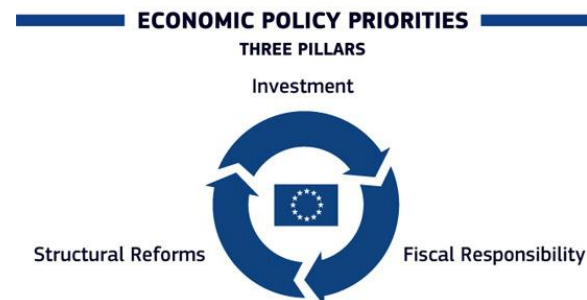 ECONOMIC POLICY PRIORITIES
THREE PILLARS
Investment
Structural Reforms
Fiscal Responsibility